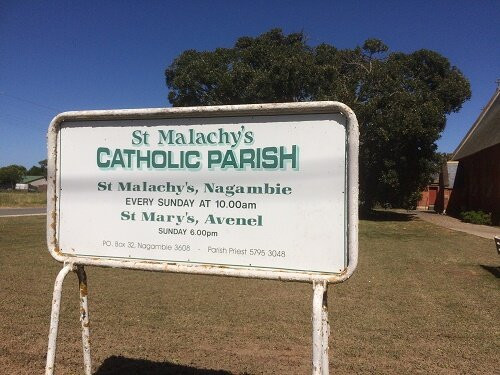 St Malachy's
CATHOLIC PARISH
St Malachy's, Nagambie
EVERY SUNDAY AT 10.00am
St Mary's, Avenel
SUNDAY 6.00pm
P.O. Box 32, Nagambie 3608 - Parish Priest 5795 3048